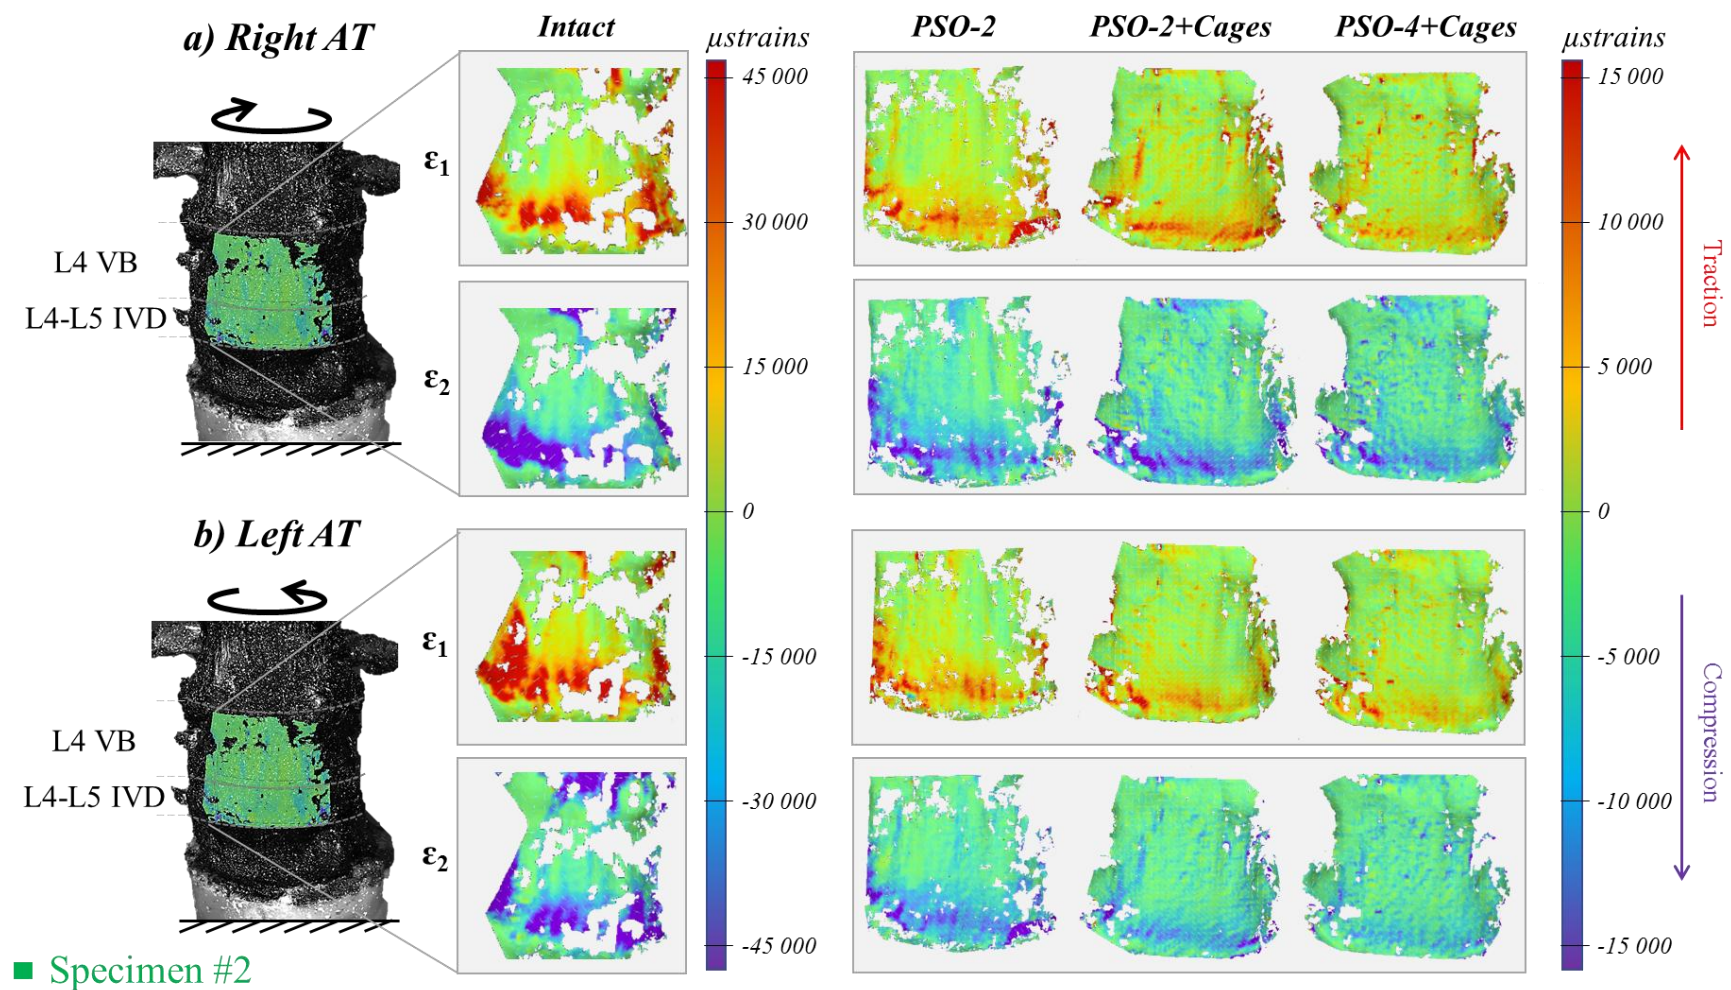 a) Right AT
Intact
µstrains
PSO-2
PSO-2+Cages
PSO-4+Cages
µstrains
45 000
30 000
15 000
0
-15 000
-30 000
-45 000
15 000
10 000
5 000
0
-5 000
-10 000
-15 000
ε1
ε2
L4 VB
L4-L5 IVD
Traction
b) Left AT
ε1
ε2
L4 VB
L4-L5 IVD
Compression
Specimen #2